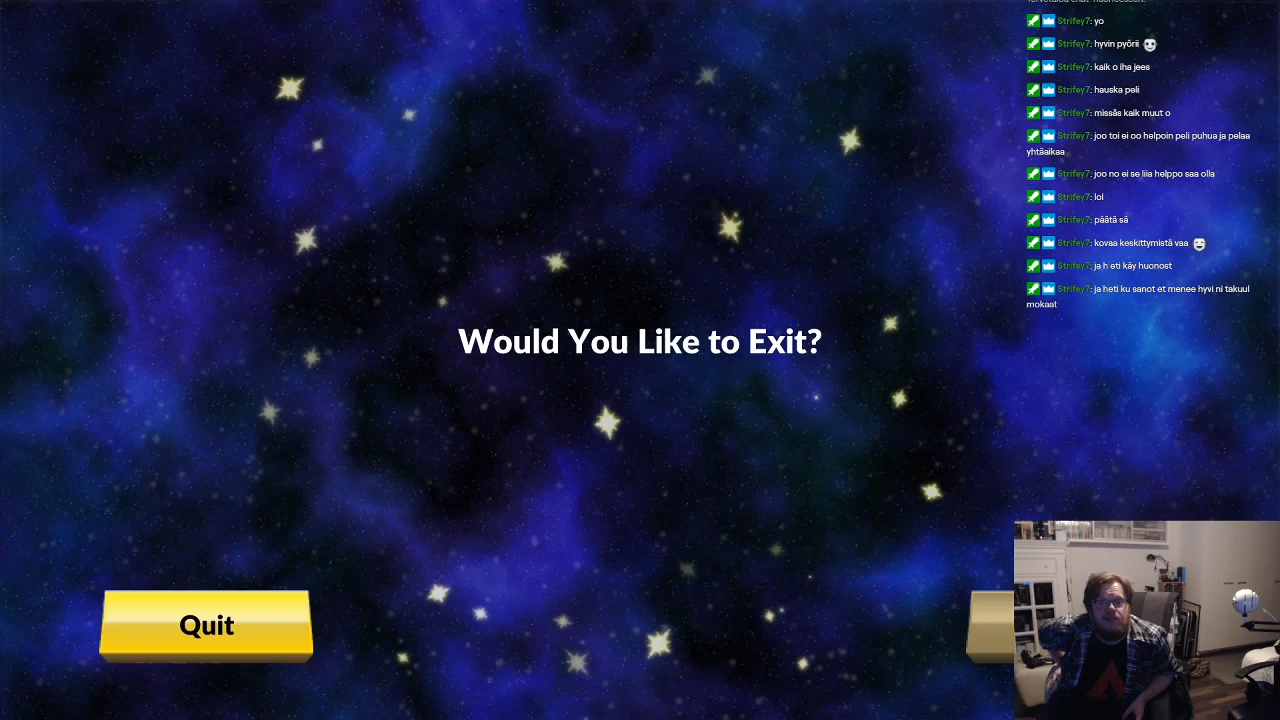 Strifey7: yo
Strifey7: hyvin pyörii
Strifey7: kaik o iha jees
Strifey7: hauska peli
Strifey7: missäs kaik muut o
Strifey7: joo toi ei oo helpoin peli puhua ja pelaa
yhtäaikaa
Strifey7: joo no ei se liia helppo saa olla
Strifey7: lol
Strifey7: päätä sä
Strifey7: kovaa keskittymistä vaa
Strifey7: ja h eti käy huonost
Strifey7: ja heti ku sanot et menee hyvi ni takuul
mokaat
Would You Like to Exit?
Quit